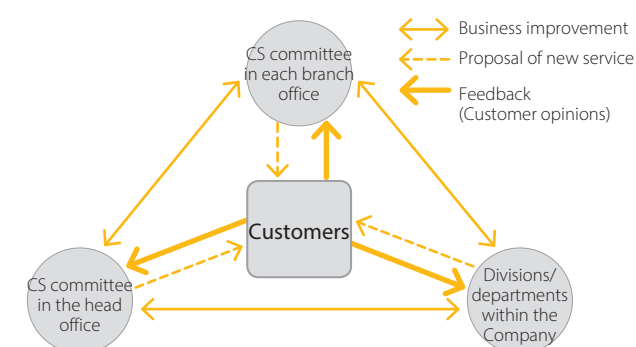 CS committee
in each branch
office
Business improvement
Proposal of new service
Feedback
(Customer opinions)
Customers
CS committee
in the head
office
Divisions/
departments
within the
Company